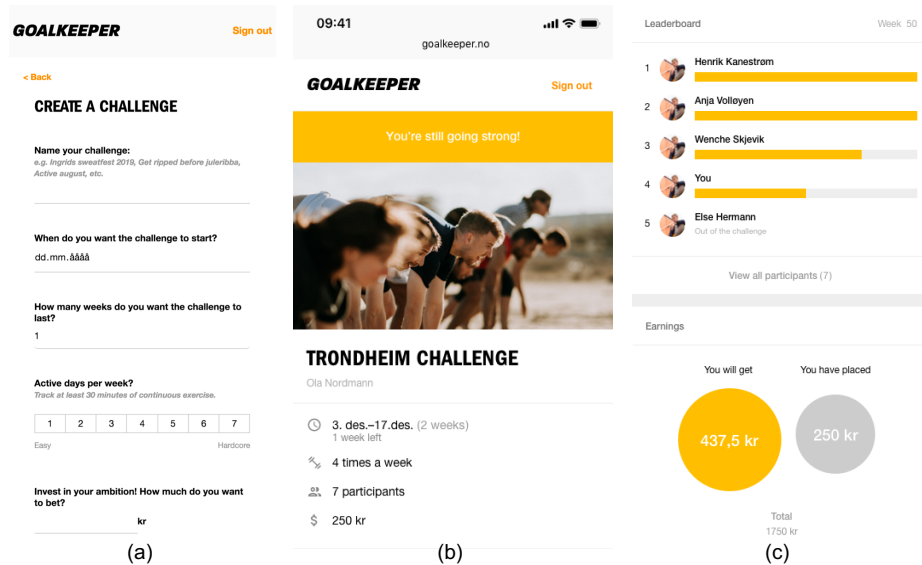 GOALKEEPER
Sign out
< Back
CREATE A CHALLENGE
Name your challenge:
e.g. Ingrids sweatfest 2019, Get ripped before juleribba,
Active august, etc.
When do you want the challenge to start?
dd.mm.åååå
How many weeks do you want the challenge to
last?
1
Active days per week?
Track at least 30 minutes of continuous exercise.
1 2 3 4 5 6 7
Easy Hardcore
Invest in your ambition! How much do you want
to bet?
kr
(a)
09:41
goalkeeper.no
GOALKEEPER
Sign out
You're still going strong!
TRONDHEIM CHALLENGE
Ola Nordmann
3. des.–17.des. (2 weeks)
1 week left
4 times a week
7 participants
$ 250 kr
(b)
Leaderboard Week 50
1 Henrik Kanestrøm
2 Anja Volløyen
3 Wenche Skjevik
4 You
5 Else Hermann
Out of the challenge
View all participants (7)
Earnings
You will get You have placed
437,5 kr 250 kr
Total
1750 kr
(c)